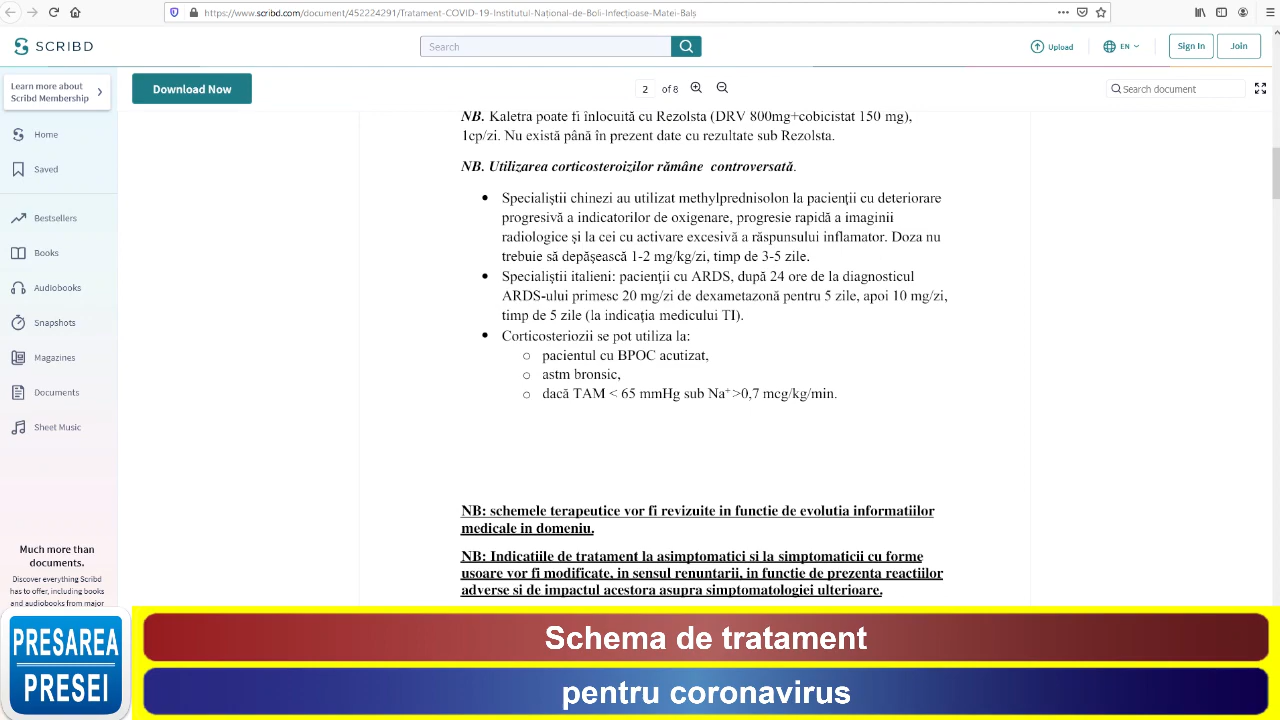 https://www.scribd.com/document/452224291/Tratament-COVID-19-Institutul-Național-de-Boli-Infecțioase-Matei-Balș
SCRIBD
Search
Upload
EN
Sign In
Join
Learn more about
Scribd Membership
Download Now
2 of 8
Search document
Home
Saved
Bestsellers
Books
Audiobooks
Snapshots
Magazines
Documents
Sheet Music
Much more than
documents.
Discover everything Scribd
has to offer, including books
and audiobooks from major
NB. Kaletra poate fi înlocuită cu Rezolsta (DRV 800mg+cobicistat 150 mg),
1cp/zi. Nu există până în prezent date cu rezultate sub Rezolsta.
NB. Utilizarea corticosteroizilor rămâne controversată.
• Specialiștii chinezi au utilizat methylprednisolon la pacienții cu deteriorare
progresivă a indicatorilor de oxigenare, progresie rapidă a imaginii
radiologice și la cei cu activare excesivă a răspunsului inflamator. Doza nu
trebuie să depășească 1-2 mg/kg/zi, timp de 3-5 zile.
• Specialiștii italieni: pacienții cu ARDS, după 24 ore de la diagnosticul
ARDS-ului primesc 20 mg/zi de dexametazonă pentru 5 zile, apoi 10 mg/zi,
timp de 5 zile (la indicația medicului TI).
• Corticosteriozii se pot utiliza la:
○ pacientul cu BPOC acutizat,
○ astm bronsic,
○ dacă TAM < 65 mmHg sub Na⁺ >0,7 mcg/kg/min.
NB: schemele terapeutice vor fi revizuite in functie de evolutia informatiilor
medicale in domeniu.
NB: Indicatiile de tratament la asimptomatici si la simptomaticii cu forme
usoare vor fi modificate, in sensul renuntarii, in functie de prezenta reactiilor
adverse si de impactul acestora asupra simptomatologiei ulterioare.
PRESAREA
PRESEI
Schema de tratament
pentru coronavirus